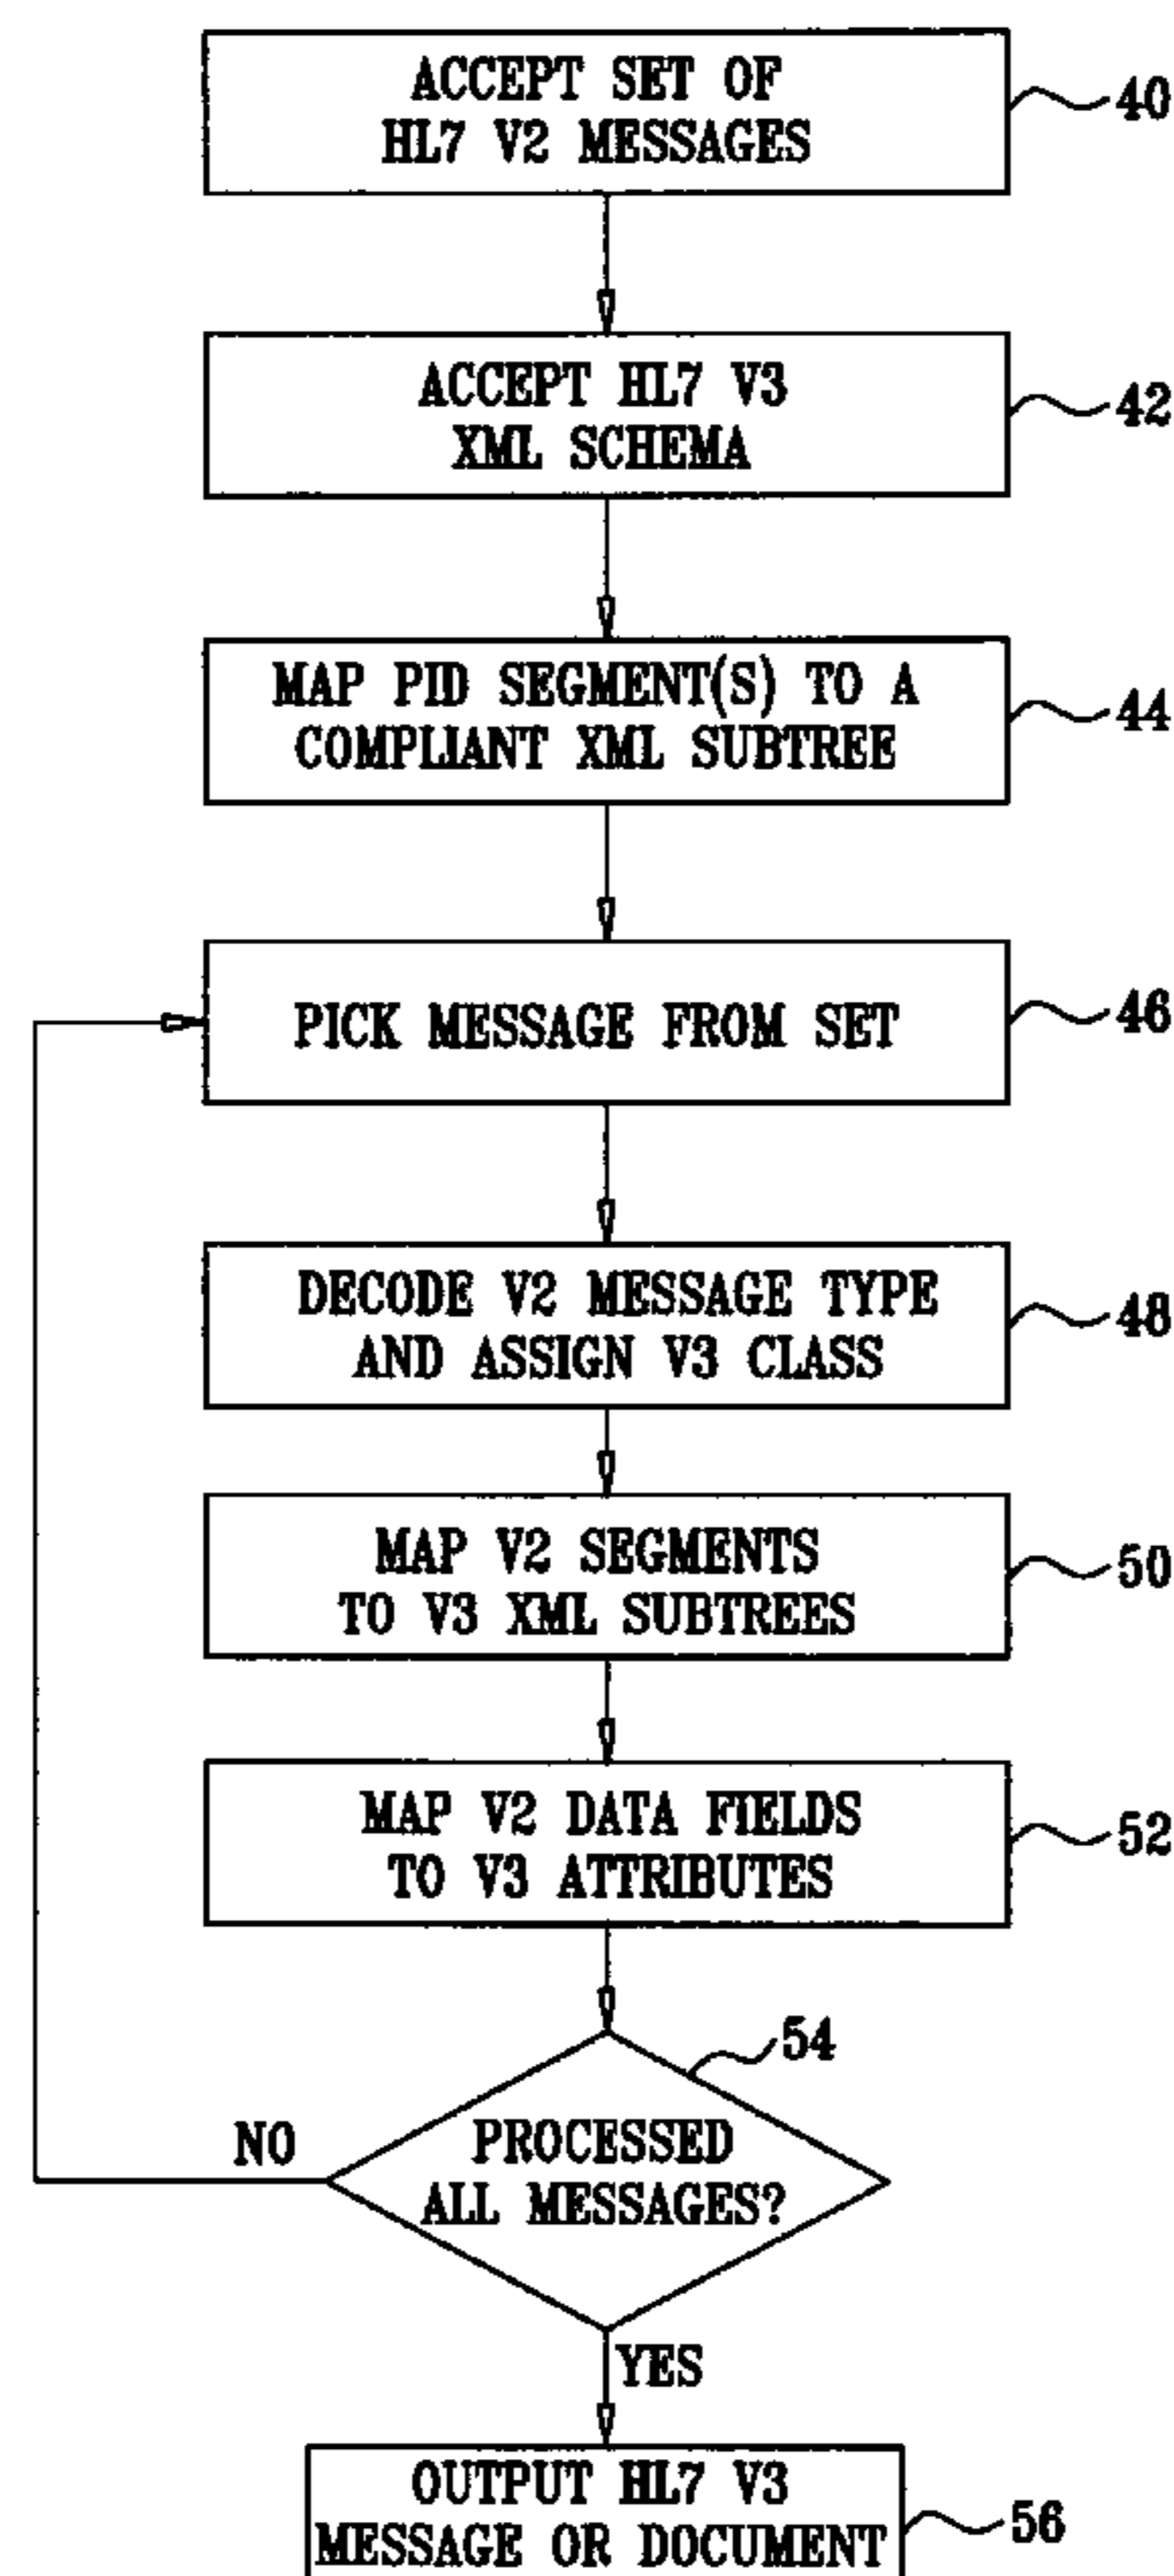 ACCEPT SET OF
HL7 V2 MESSAGES
40
ACCEPT HL7 V3
XML SCHEMA
42
MAP PID SEGMENT(S) TO A
COMPLIANT XML SUBTREE
44
PICK MESSAGE FROM SET
46
DECODE V2 MESSAGE TYPE
AND ASSIGN V3 CLASS
48
MAP V2 SEGMENTS
TO V3 XML SUBTREES
50
MAP V2 DATA FIELDS
TO V3 ATTRIBUTES
52
54
PROCESSED
ALL MESSAGES?
NO
YES
OUTPUT HL7 V3
MESSAGE OR DOCUMENT
56